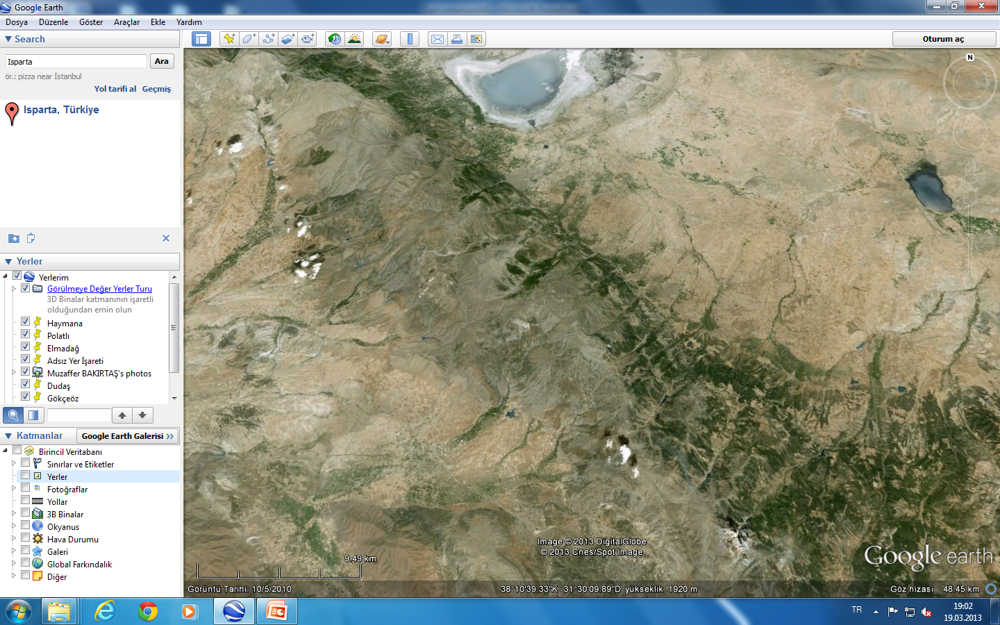 Google Earth
Dosya Düzenle Göster Araçlar Ekle Yardım
Search
Isparta
Ara
ör.: pizza near İstanbul
Yol tarifi al Geçmiş
Isparta, Türkiye
Yerler
Yerlerim
Görülmeye Değer Yerler Turu
3D Binalar katmanının işaretli
olduğundan emin olun
Haymana
Polatlı
Elmadağ
Adsız Yer İşareti
Muzaffer BAKIRTAŞ's photos
Dudaş
Gökçeöz
Katmanlar
Google Earth Galerisi »
Birincil Veritabanı
Sınırlar ve Etiketler
Yerler
Fotoğraflar
Yollar
3B Binalar
Okyanus
Hava Durumu
Galeri
Global Farkındalık
Diğer
Oturum aç
N
Image © 2013 DigitalGlobe
© 2013 Cnes/Spot Image
9.49 km
Google earth
Görüntü Tarihi: 10/5/2010
38°10'39.33"K 31°30'09.89"D yükseklik 1920 m
Göz hizası 48.45 km
TR
19:02
19.03.2013